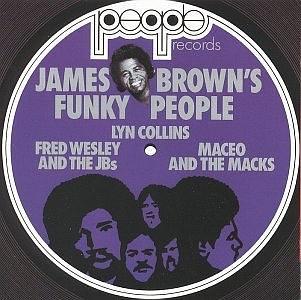 people
records
JAMES BROWN'S
FUNKY PEOPLE
LYN COLLINS
FRED WESLEY
AND THE JBs
MACEO
AND THE MACKS